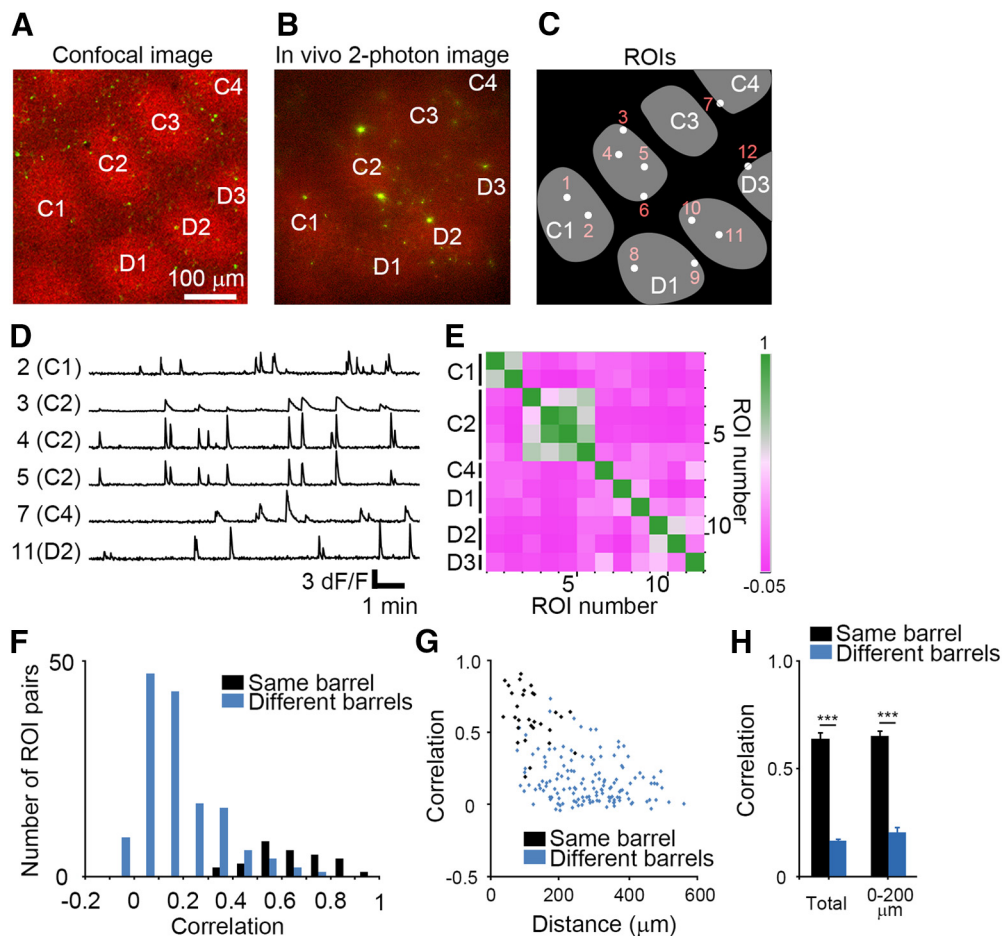 A
Confocal image
C4
C3
C2
C1
D3
D2
D1
100 μm
B
In vivo 2-photon image
C4
C3
C2
C1
D3
D2
D1
C
ROIs
C4
7
C3
3
4
5
6
12
D3
1
2
C1
10
11
8
D1
9
D
2 (C1)
3 (C2)
4 (C2)
5 (C2)
7 (C4)
11(D2)
3 dF/F
1 min
E
C1
C2
C4
D1
D2
D3
5
10
ROI number
5
10
ROI number
1
-0.05
F
50
0
Number of ROI pairs
Same barrel
Different barrels
-0.2
0
0.2
0.4
0.6
0.8
1
Correlation
G
1.0
0.5
0
-0.5
Correlation
Same barrel
Different barrels
0
200
400
600
Distance (μm)
H
Same barrel
Different barrels
1.0
0.5
0
Correlation
***
***
Total
0-200
μm